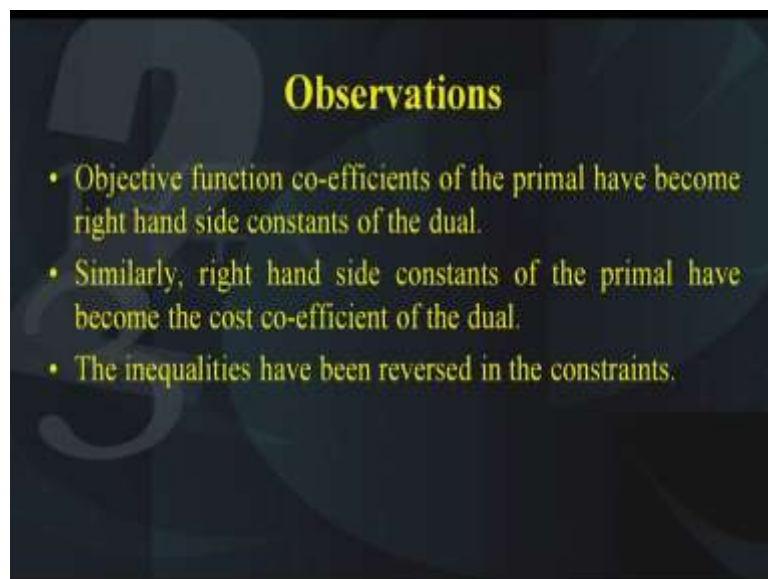 Observations
• Objective function co-efficients of the primal have become
right hand side constants of the dual.
• Similarly, right hand side constants of the primal have
become the cost co-efficient of the dual.
• The inequalities have been reversed in the constraints.